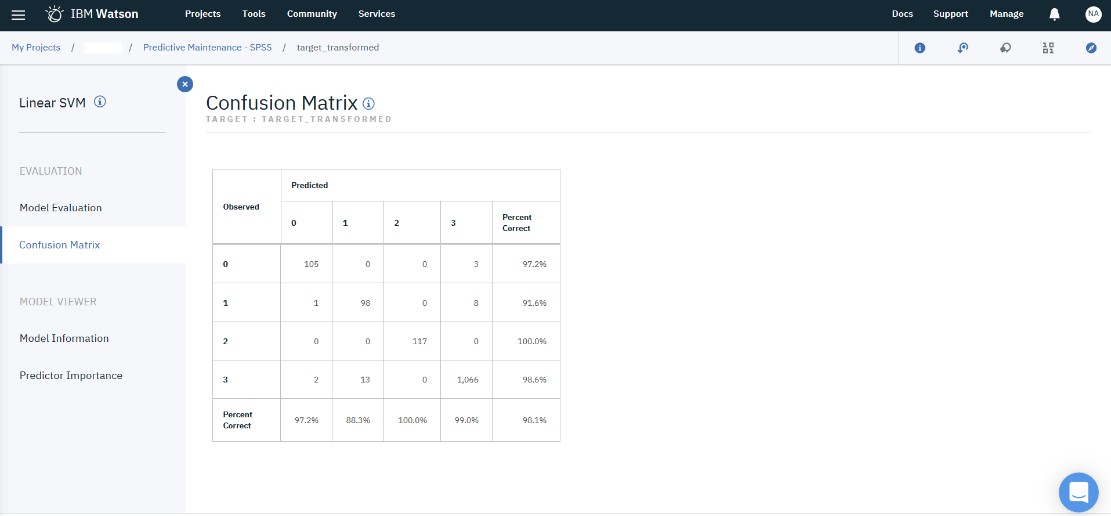 IBM Watson Projects Tools Community Services Docs Support Manage NA
My Projects / / Predictive Maintenance - SPSS / target_transformed
Linear SVM
EVALUATION
Model Evaluation
Confusion Matrix
MODEL VIEWER
Model Information
Predictor Importance
Confusion Matrix
TARGET : TARGET_TRANSFORMED
Observed
Predicted
0 1 2 3 Percent Correct
0 105 0 0 3 97.2%
1 1 98 0 8 91.6%
2 0 0 117 0 100.0%
3 2 13 0 1,066 98.6%
Percent Correct 97.2% 88.3% 100.0% 99.0% 98.1%